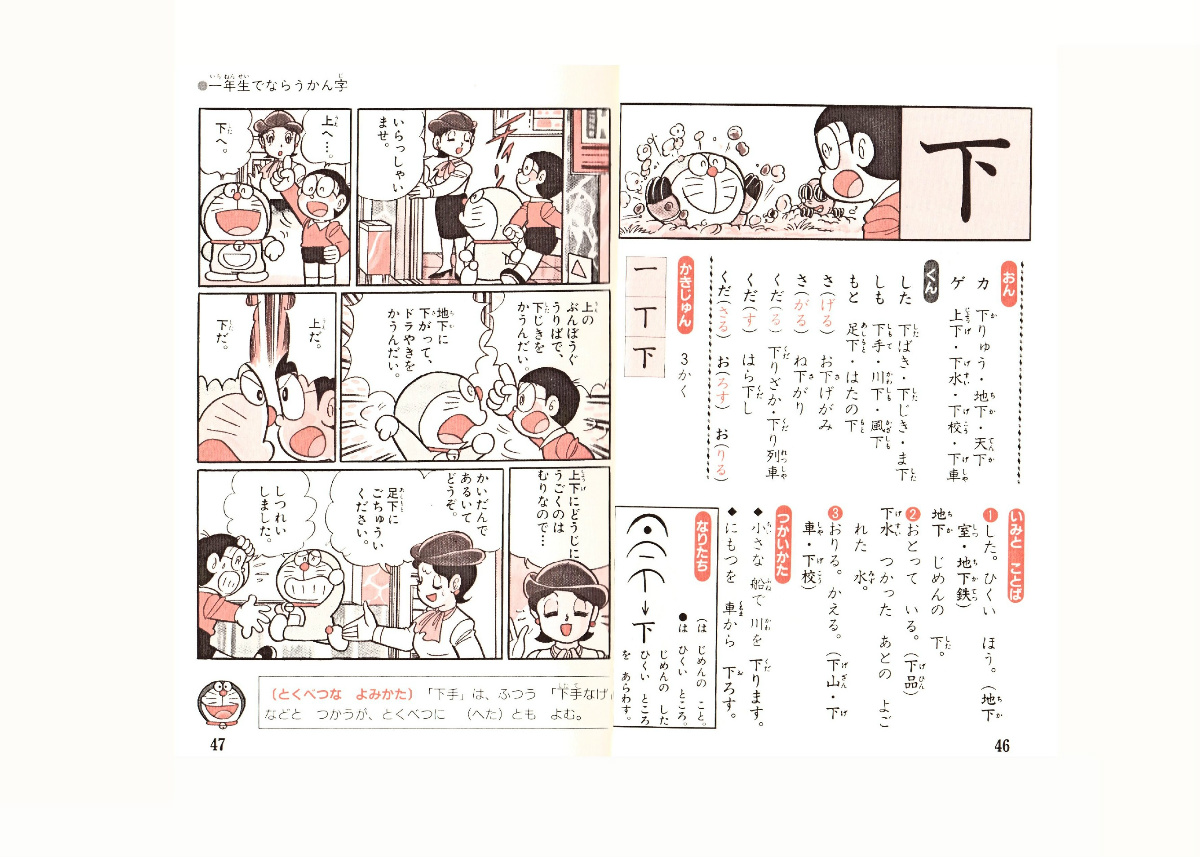 下
おん
カ 下りゅう・地下・天下
ゲ 上下・下水・下校・下車
くん
した 下ばき・下じき・ま下
しも 下手・川下・風下
もと 足下・はたの下
さ(げる) お下げがみ
さ(がる) ね下がり
くだ(る) 下りざか・下り列車
くだ(す) はら下し
くだ(さる) お(ろす) お(りる)
かきじゅん 3かく
一 丅 下
いみと ことば
❶した。ひくい ほう。(地下
室・地下鉄)
地下 じめんの 下。
❷おとって いる。(下品)
下水 つかった あとの よご
れた 水。
❸おりる。かえる。(下山・下
車・下校)
つかいかた
◆小さな 船で 川を 下ります。
◆にもつを 車から 下ろす。
なりたち
(は じめんの こと。
●は ひくい ところ。
じめんの した
ひくい ところ
を あらわす。
下
46
●一年生でならうかん字
いらっしゃい
ませ。
上へ…。
下へ。
上の
ぶんぼうぐ
うりばで、
下じきを
かうんだい。
地下に
下がって、
ドラやきを
かうんだい。
上だ。
下だ。
上下にどうじに
うごくのは
むりなので…
かいだんで
あるいて
どうぞ。
足下に
ごちゅうい
ください。
しつれい
しました。
(とくべつな よみかた)「下手」は、ふつう 「下手なげ
などと つかうが、とくべつに (へた)とも よむ。
47